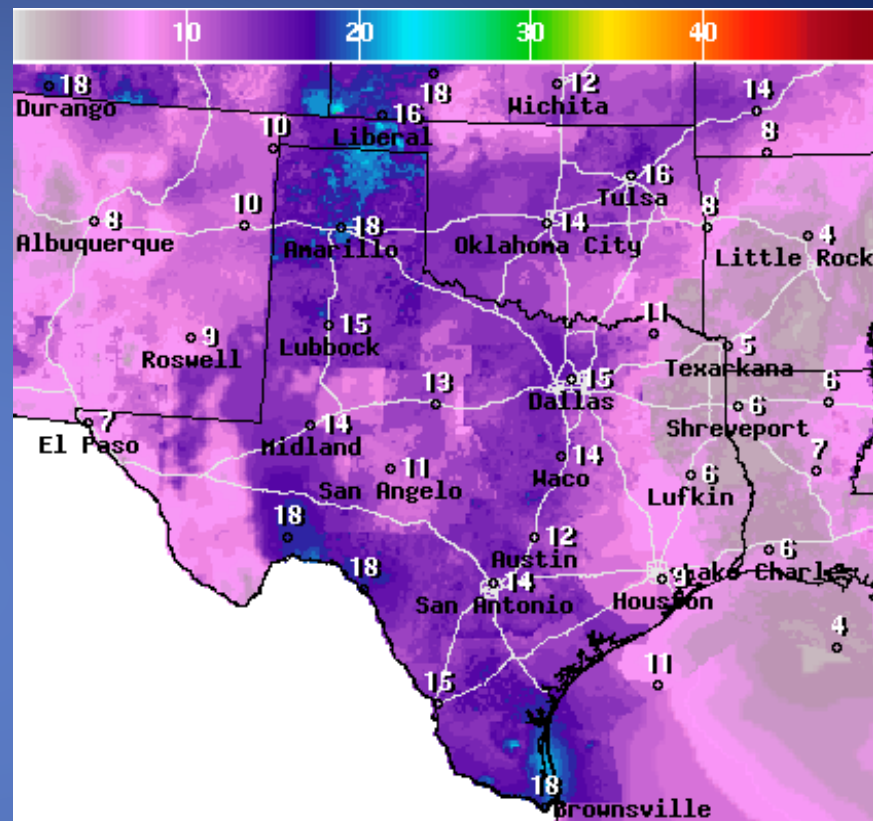 10 20 30 40
18 Durango
18
12 Wichita
14
16 Liberal
10
8
16 Tulsa
8 Albuquerque
10
18 Amarillo
14 Oklahoma City
8
4 Little Rock
9 Roswell
15 Lubbock
11
5 Texarkana
15 Dallas
13
6 Shreveport
6
7 El Paso
14 Midland
11 San Angelo
14 Waco
6 Lufkin
7
18
12 Austin
6
Lake Charles
18
14 San Antonio
9 Houston
4
11
15
18 Brownsville